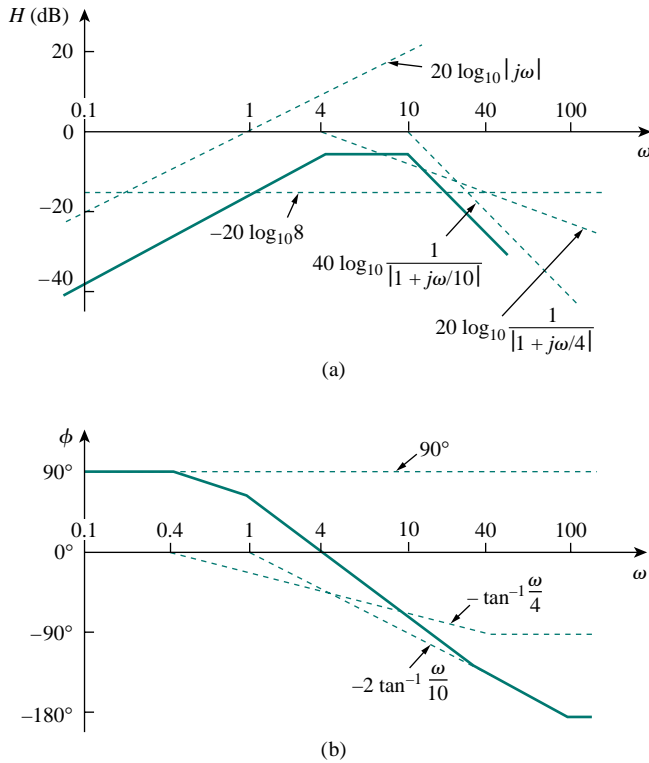 H (dB)
20
20 log10 |jω|
0.1 1 4 10 40 100
0
ω
–20
–20 log10 8
40 log10 1 / |1 + jω/10|
–40
20 log10 1 / |1 + jω/4|
(a)
ϕ
90°
90°
0.1 0.4 1 4 10 40 100
0°
ω
– tan–1 ω/4
–90°
–2 tan–1 ω/10
–180°
(b)